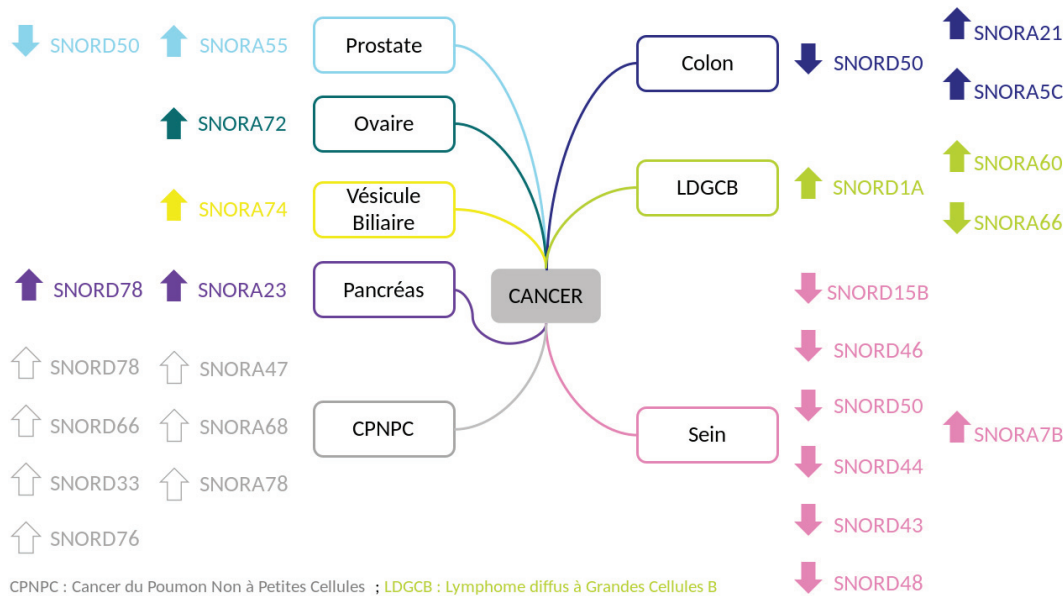 SNORD50
SNORA55
Prostate
SNORA72
Ovaire
SNORA74
Vésicule
Biliaire
SNORD78
SNORA23
Pancréas
SNORD78
SNORA47
SNORD66
SNORA68
SNORD33
SNORA78
SNORD76
CPNPC
CANCER
Colon
SNORD50
SNORA21
SNORA5C
LDGCB
SNORD1A
SNORA60
SNORA66
Sein
SNORD15B
SNORD46
SNORD50
SNORD44
SNORD43
SNORD48
SNORA7B
CPNPC : Cancer du Poumon Non à Petites Cellules ; LDGCB : Lymphome diffus à Grandes Cellules B